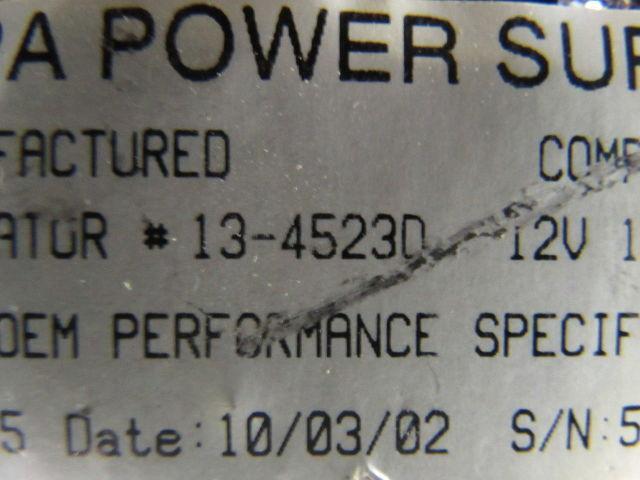 PA POWER SUP
FACTURED COMP
ATOR # 13-4523D 12V 1
OEM PERFORMANCE SPECIF
5 Date:10/03/02 S/N:5